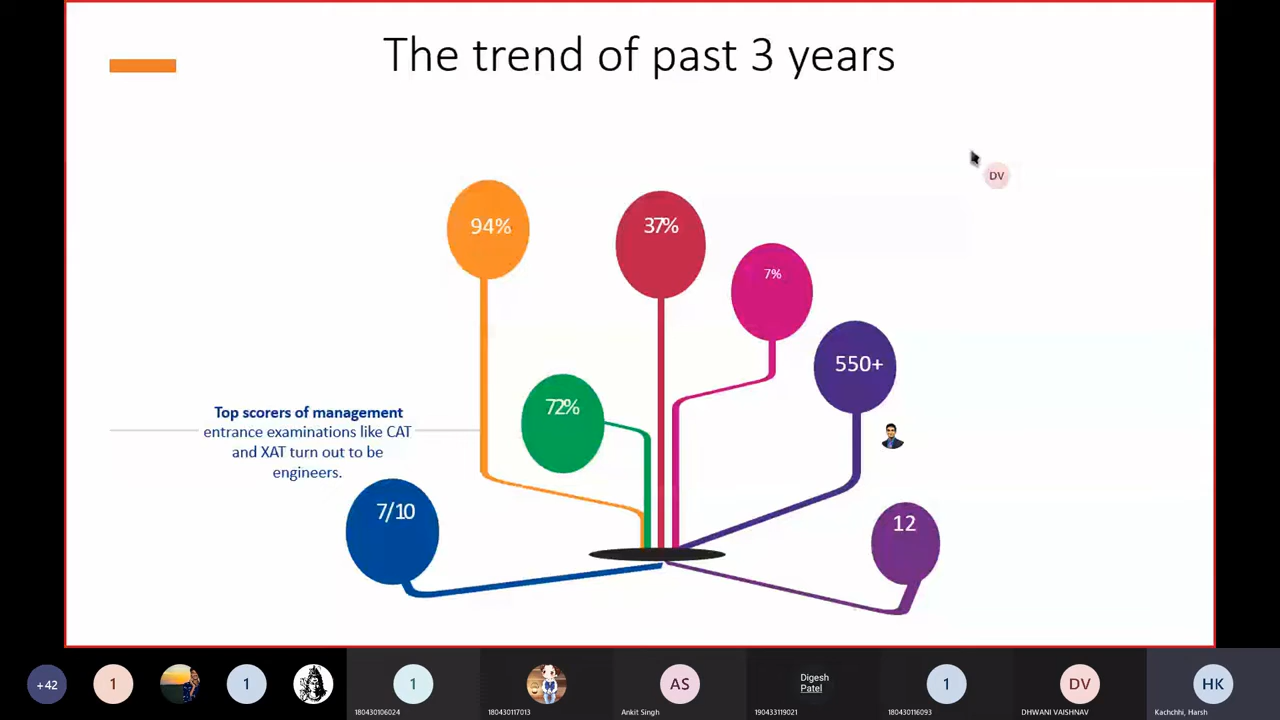 The trend of past 3 years
DV
94%
37%
7%
550+
72%
Top scorers of management
entrance examinations like CAT
and XAT turn out to be
engineers.
7/10
12
+42
1
1
1
180430106024
180430117013
AS
Ankit Singh
Digesh
Patel
190433119021
1
180430116093
DV
DHWANI VAISHNAV
HK
Kachchhi, Harsh